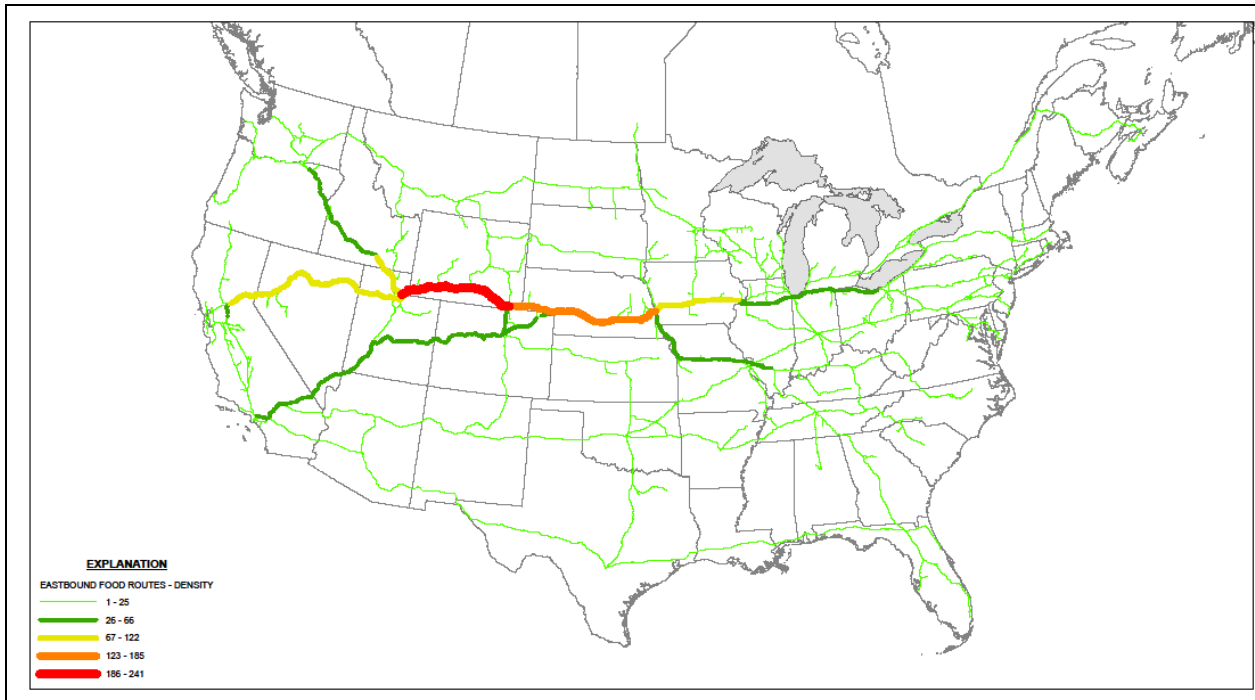 EXPLANATION
EASTBOUND FOOD ROUTES - DENSITY
1 - 25
26 - 66
67 - 122
123 - 185
186 - 241